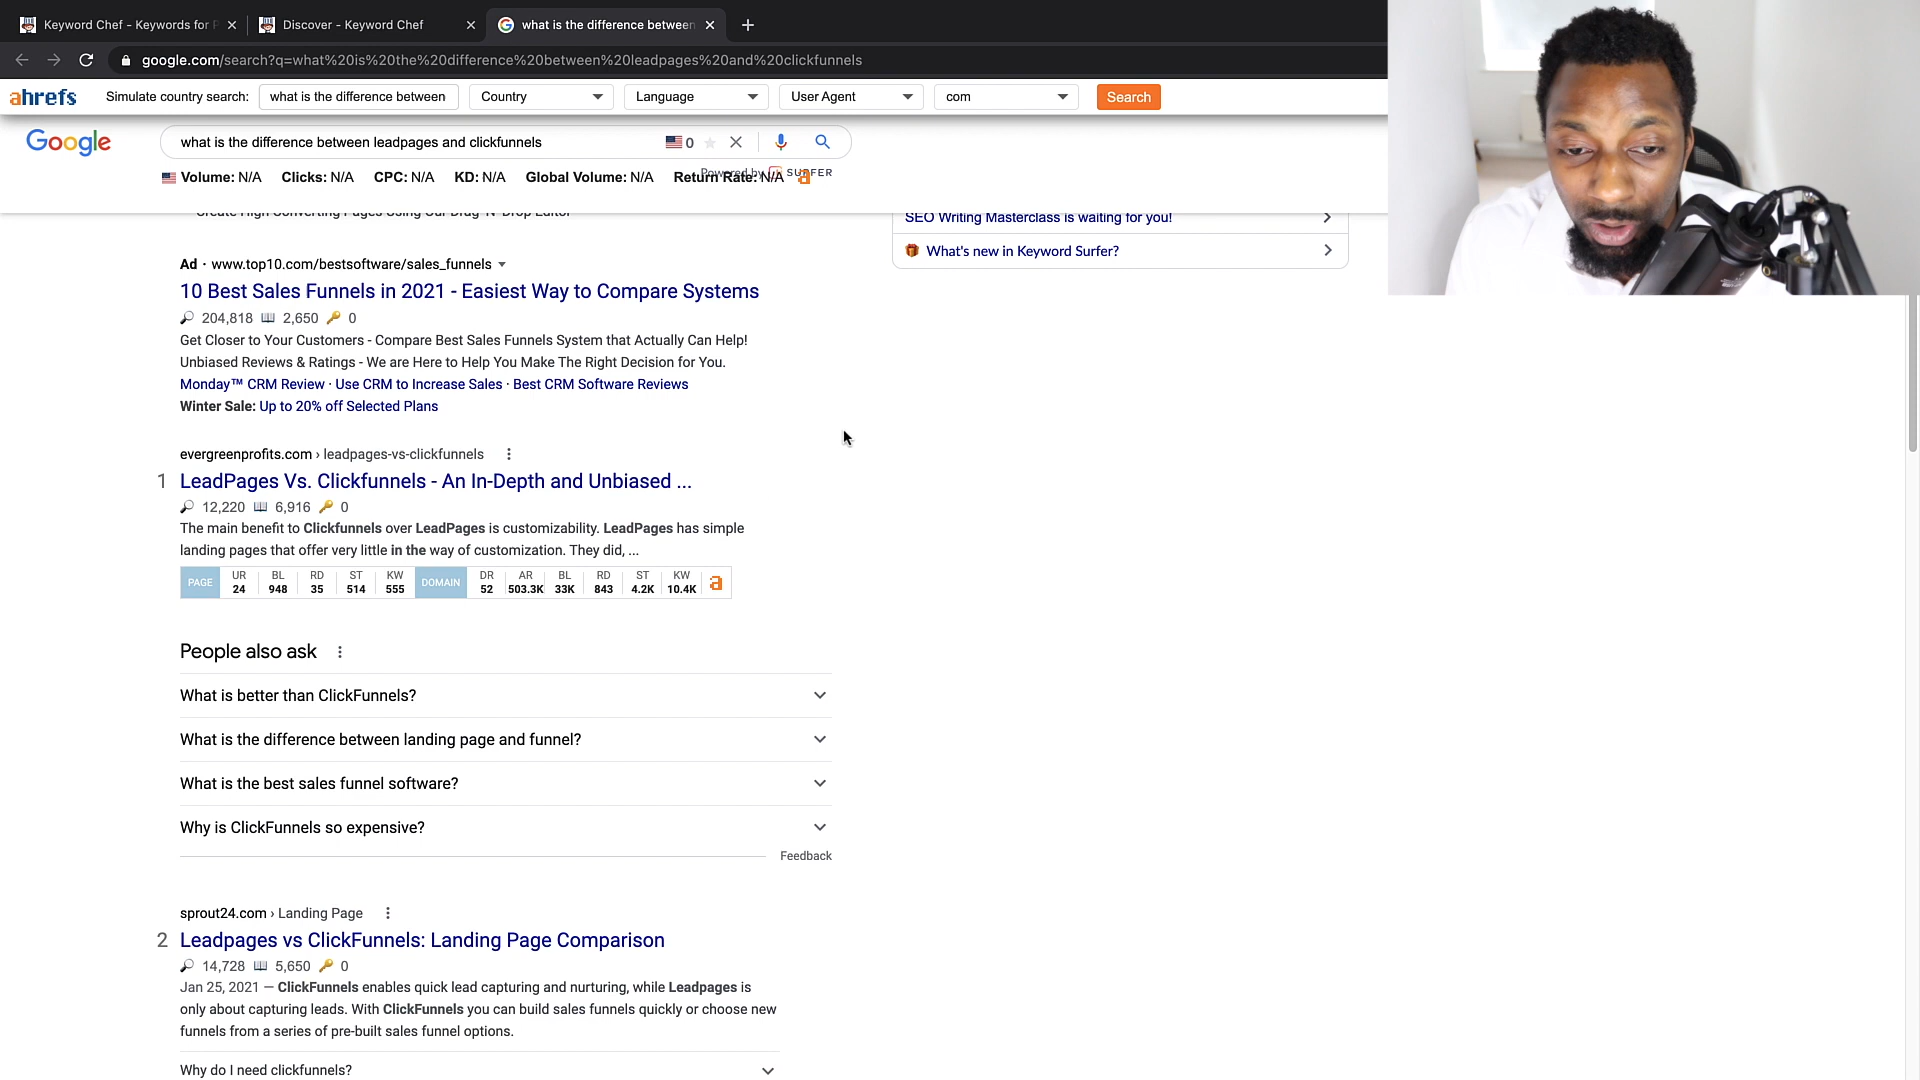 Keyword Chef - Keywords for P
Discover - Keyword Chef
what is the difference between
google.com/search?q=what%20is%20the%20difference%20between%20leadpages%20and%20clickfunnels
ahrefs Simulate country search: what is the difference between Country Language User Agent com Search
Google what is the difference between leadpages and clickfunnels 0
Powered by SURFER
Volume: N/A Clicks: N/A CPC: N/A KD: N/A Global Volume: N/A Return Rate: N/A
Create High Converting Pages Using Our Drag 'N' Drop Editor
SEO Writing Masterclass is waiting for you!
What's new in Keyword Surfer?
Ad · www.top10.com/bestsoftware/sales_funnels
10 Best Sales Funnels in 2021 - Easiest Way to Compare Systems
204,818 2,650 0
Get Closer to Your Customers - Compare Best Sales Funnels System that Actually Can Help!
Unbiased Reviews & Ratings - We are Here to Help You Make The Right Decision for You.
Monday™ CRM Review · Use CRM to Increase Sales · Best CRM Software Reviews
Winter Sale: Up to 20% off Selected Plans
evergreenprofits.com › leadpages-vs-clickfunnels
1 LeadPages Vs. Clickfunnels - An In-Depth and Unbiased ...
12,220 6,916 0
The main benefit to Clickfunnels over LeadPages is customizability. LeadPages has simple
landing pages that offer very little in the way of customization. They did, ...
PAGE UR BL RD ST KW DOMAIN DR AR BL RD ST KW a
24 948 35 514 555 52 503.3K 33K 843 4.2K 10.4K
People also ask
What is better than ClickFunnels?
What is the difference between landing page and funnel?
What is the best sales funnel software?
Why is ClickFunnels so expensive?
Feedback
sprout24.com › Landing Page
2 Leadpages vs ClickFunnels: Landing Page Comparison
14,728 5,650 0
Jan 25, 2021 — ClickFunnels enables quick lead capturing and nurturing, while Leadpages is
only about capturing leads. With ClickFunnels you can build sales funnels quickly or choose new
funnels from a series of pre-built sales funnel options.
Why do I need clickfunnels?